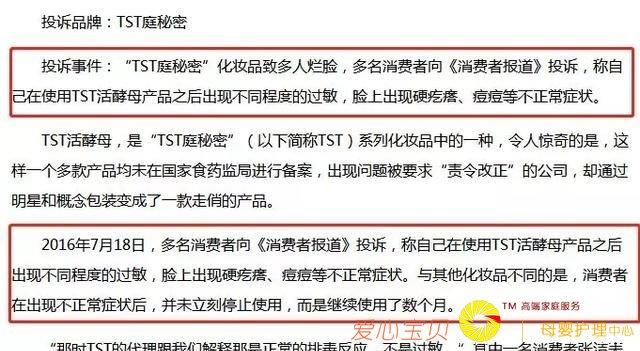 投诉品牌：TST庭秘密
投诉事件：“TST庭秘密”化妆品致多人烂脸，多名消费者向《消费者报道》投诉，称自
己在使用TST活酵母产品之后出现不同程度的过敏，脸上出现硬疙瘩、痘痘等不正常症状。
TST活酵母，是“TST庭秘密”（以下简称TST）系列化妆品中的一种，令人惊奇的是，这
样一个多款产品均未在国家食药监局进行备案，出现问题被要求“责令改正”的公司，却通过
明星和概念包装变成了一款走俏的产品。
2016年7月18日，多名消费者向《消费者报道》投诉，称自己在使用TST活酵母产品之后
出现不同程度的过敏，脸上出现硬疙瘩、痘痘等不正常症状。与其他化妆品不同的是，消费者
在出现不正常症状后，并未立刻停止使用，而是继续使用了数个月。
TM 高端家庭服务
爱心宝贝 母婴护理中心
“那时TST的代理跟我们解释那是正常的排毒反应，不是过敏。”其中一名消费者张洁